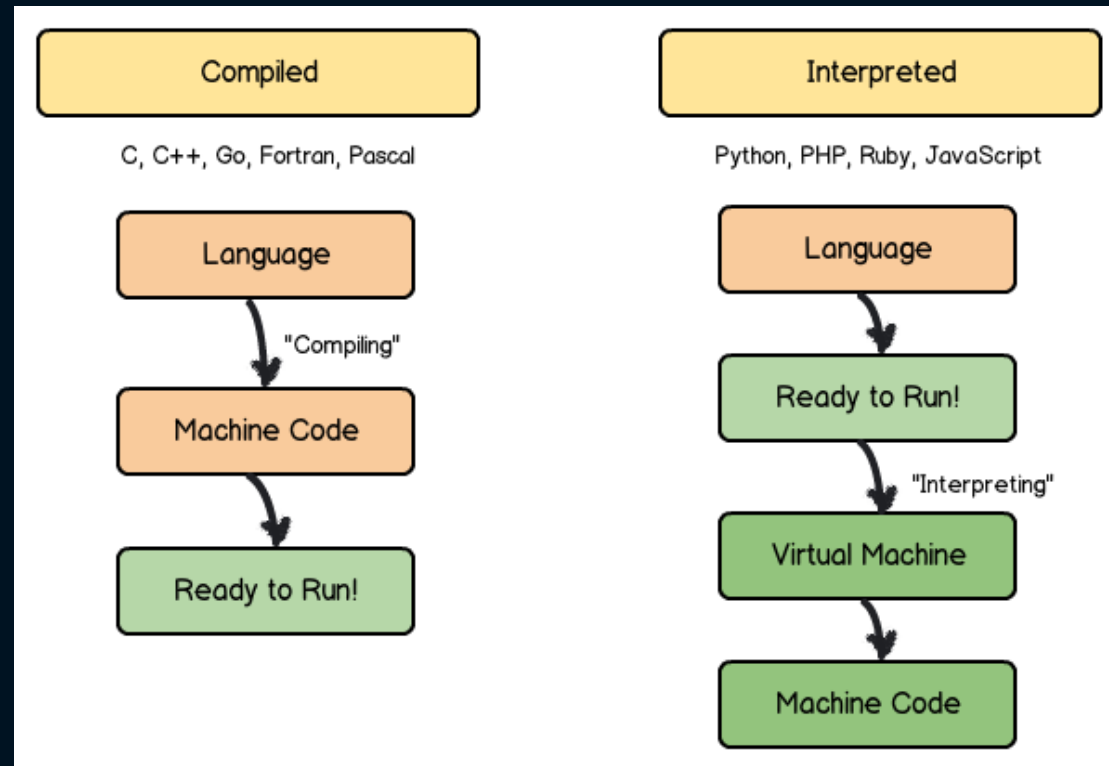 Compiled
C, C++, Go, Fortran, Pascal
Language
"Compiling"
Machine Code
Ready to Run!
Interpreted
Python, PHP, Ruby, JavaScript
Language
Ready to Run!
"Interpreting"
Virtual Machine
Machine Code